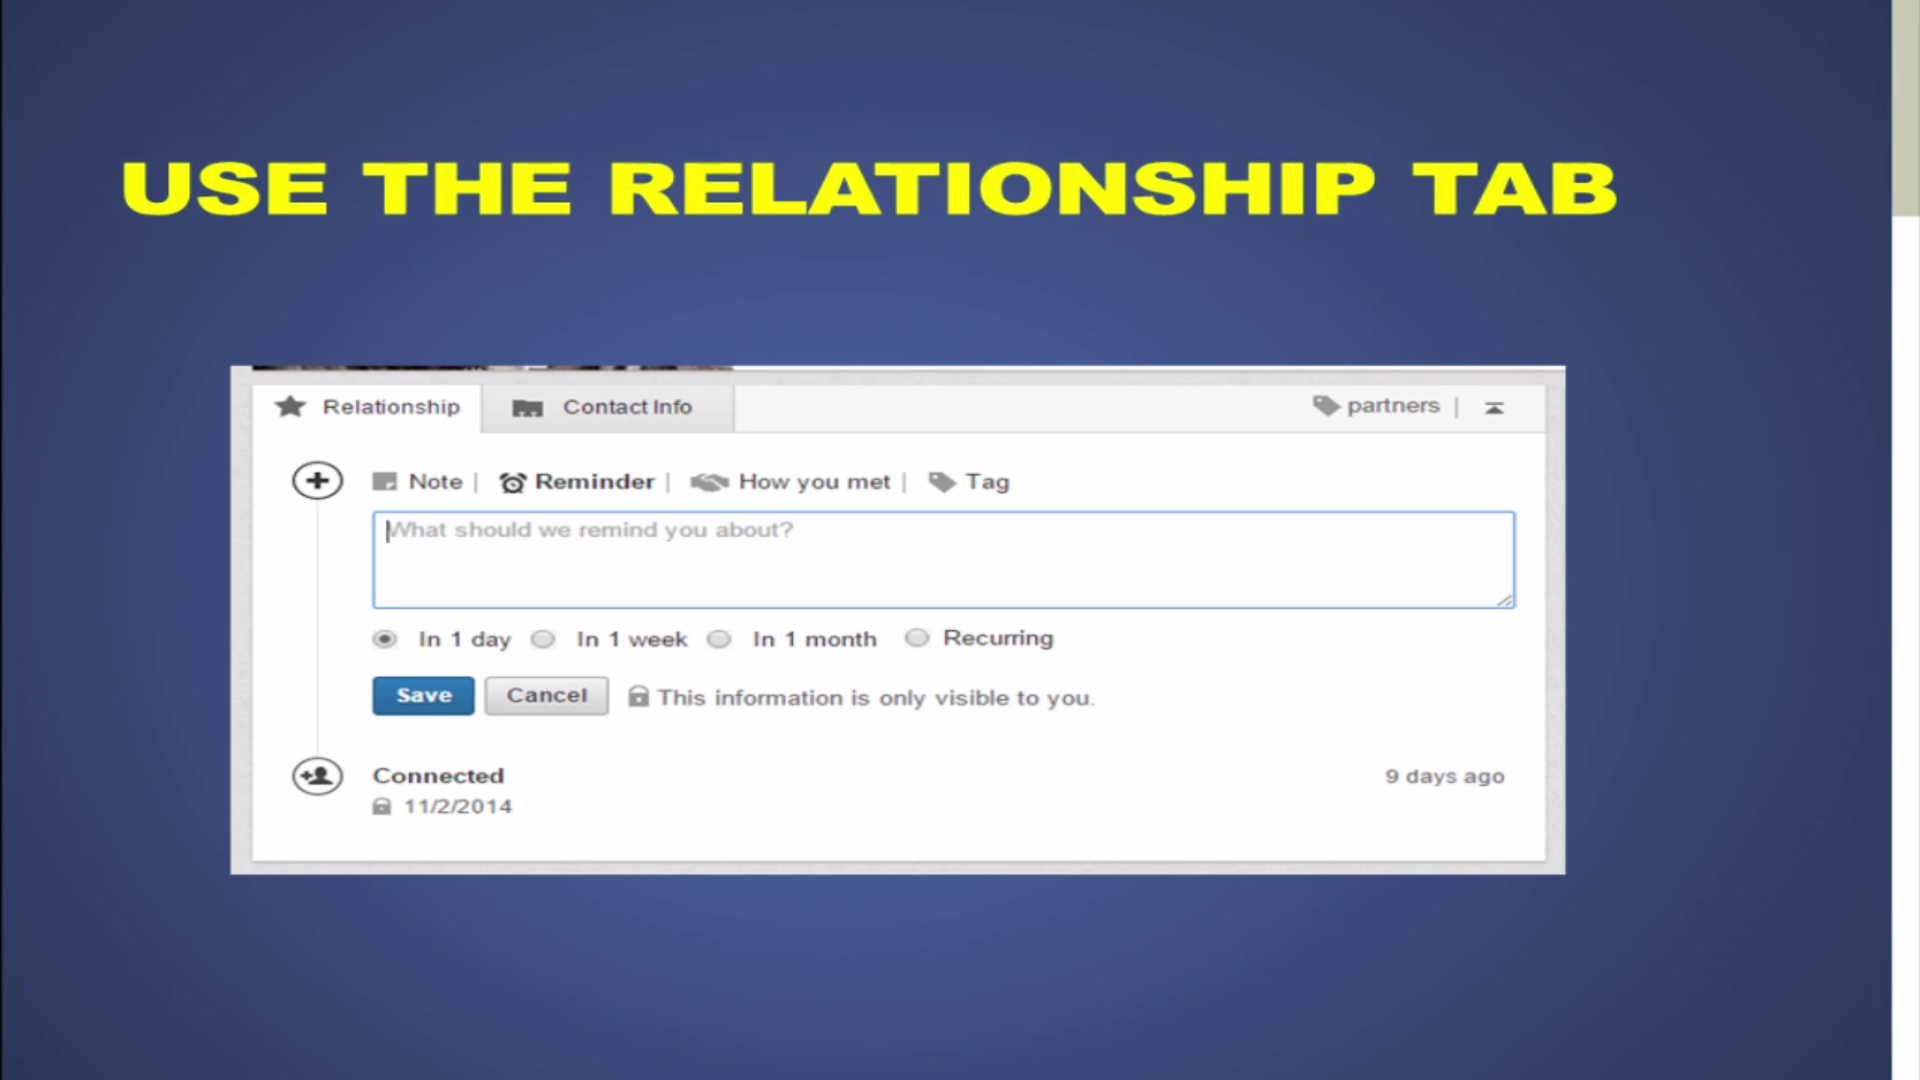 USE THE RELATIONSHIP TAB
Relationship Contact Info partners |
Note | Reminder | How you met | Tag
What should we remind you about?
In 1 day In 1 week In 1 month Recurring
Save Cancel This information is only visible to you.
Connected 9 days ago
11/2/2014